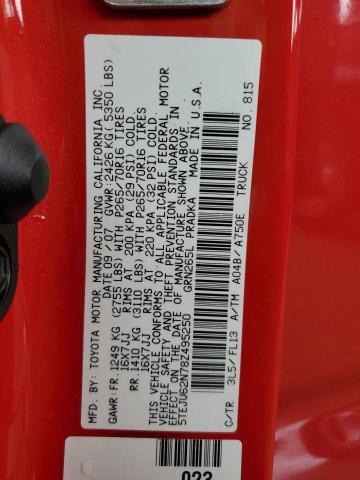 MFD. BY:
TOYOTA MOTOR MANUFACTURING CALIFORNIA INC.
DATE 09/07 GVWR: 2426 KG( 5350 LBS)
GAWR: FR. 1249 KG (2755 LBS) WITH P265/70R16 TIRES
16X7JJ RIMS AT 200 KPA (29 PSI) COLD
RR. 1410 KG (3110 LBS) WITH P265/70R16 TIRES
16X7JJ RIMS AT 220 KPA (32 PSI) COLD.
THIS VEHICLE CONFORMS TO ALL APPLICABLE FEDERAL MOTOR
VEHICLE SAFETY AND THEFT PREVENTION STANDARDS IN
EFFECT ON THE DATE OF MANUFACTURE SHOWN ABOVE.
5TEJU62N78Z495250 GRN265L PRADKA MADE IN U.S.A.
C/TR 3L5/FL13 A/TM A04B/A750E TRUCK NO. 815
023